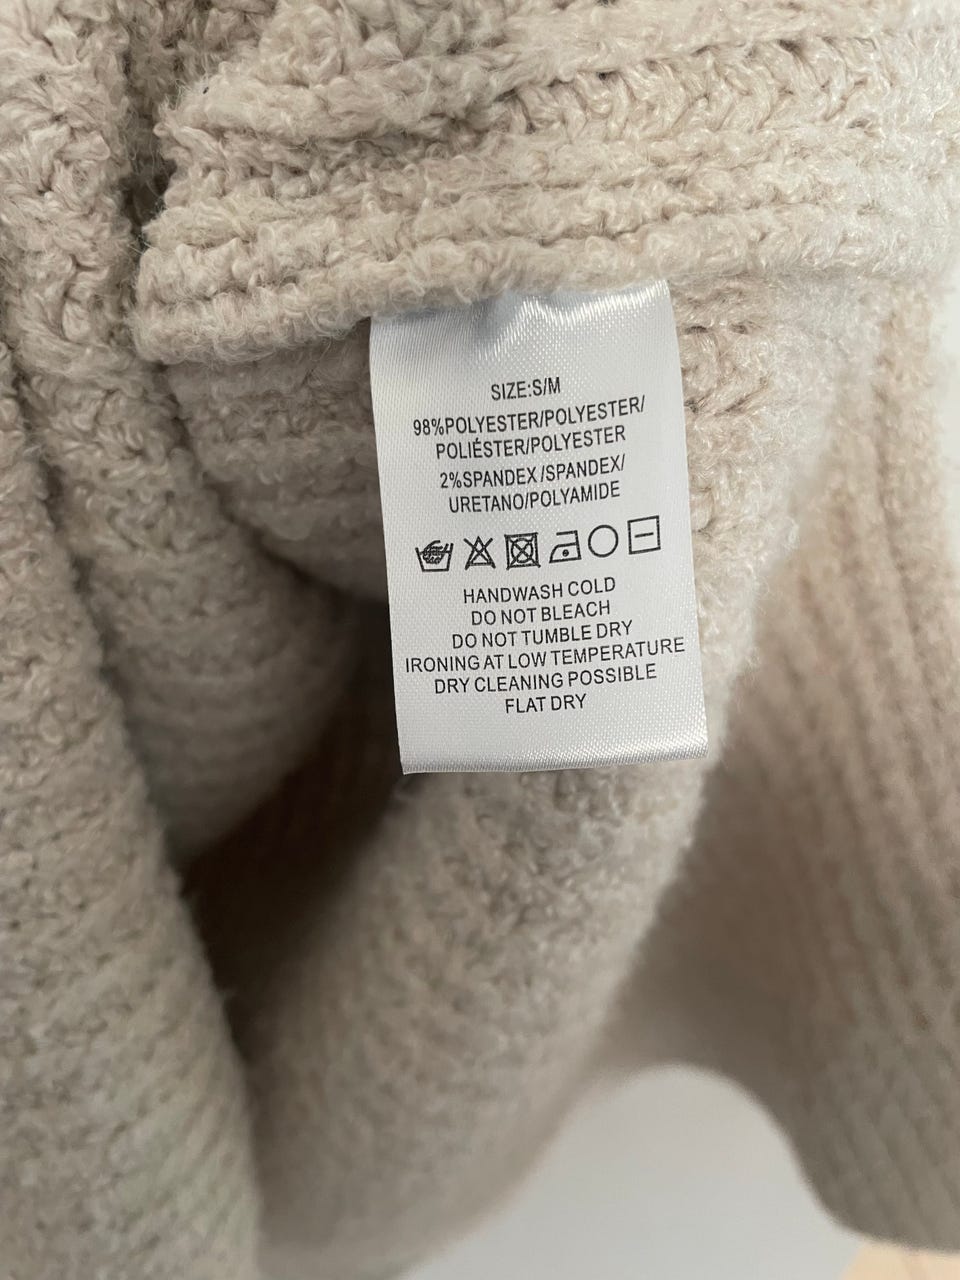 SIZE:S/M
98%POLYESTER/POLYESTER/
POLIÉSTER/POLYESTER
2%SPANDEX/SPANDEX/
URETANO/POLYAMIDE
HANDWASH COLD
DO NOT BLEACH
DO NOT TUMBLE DRY
IRONING AT LOW TEMPERATURE
DRY CLEANING POSSIBLE
FLAT DRY